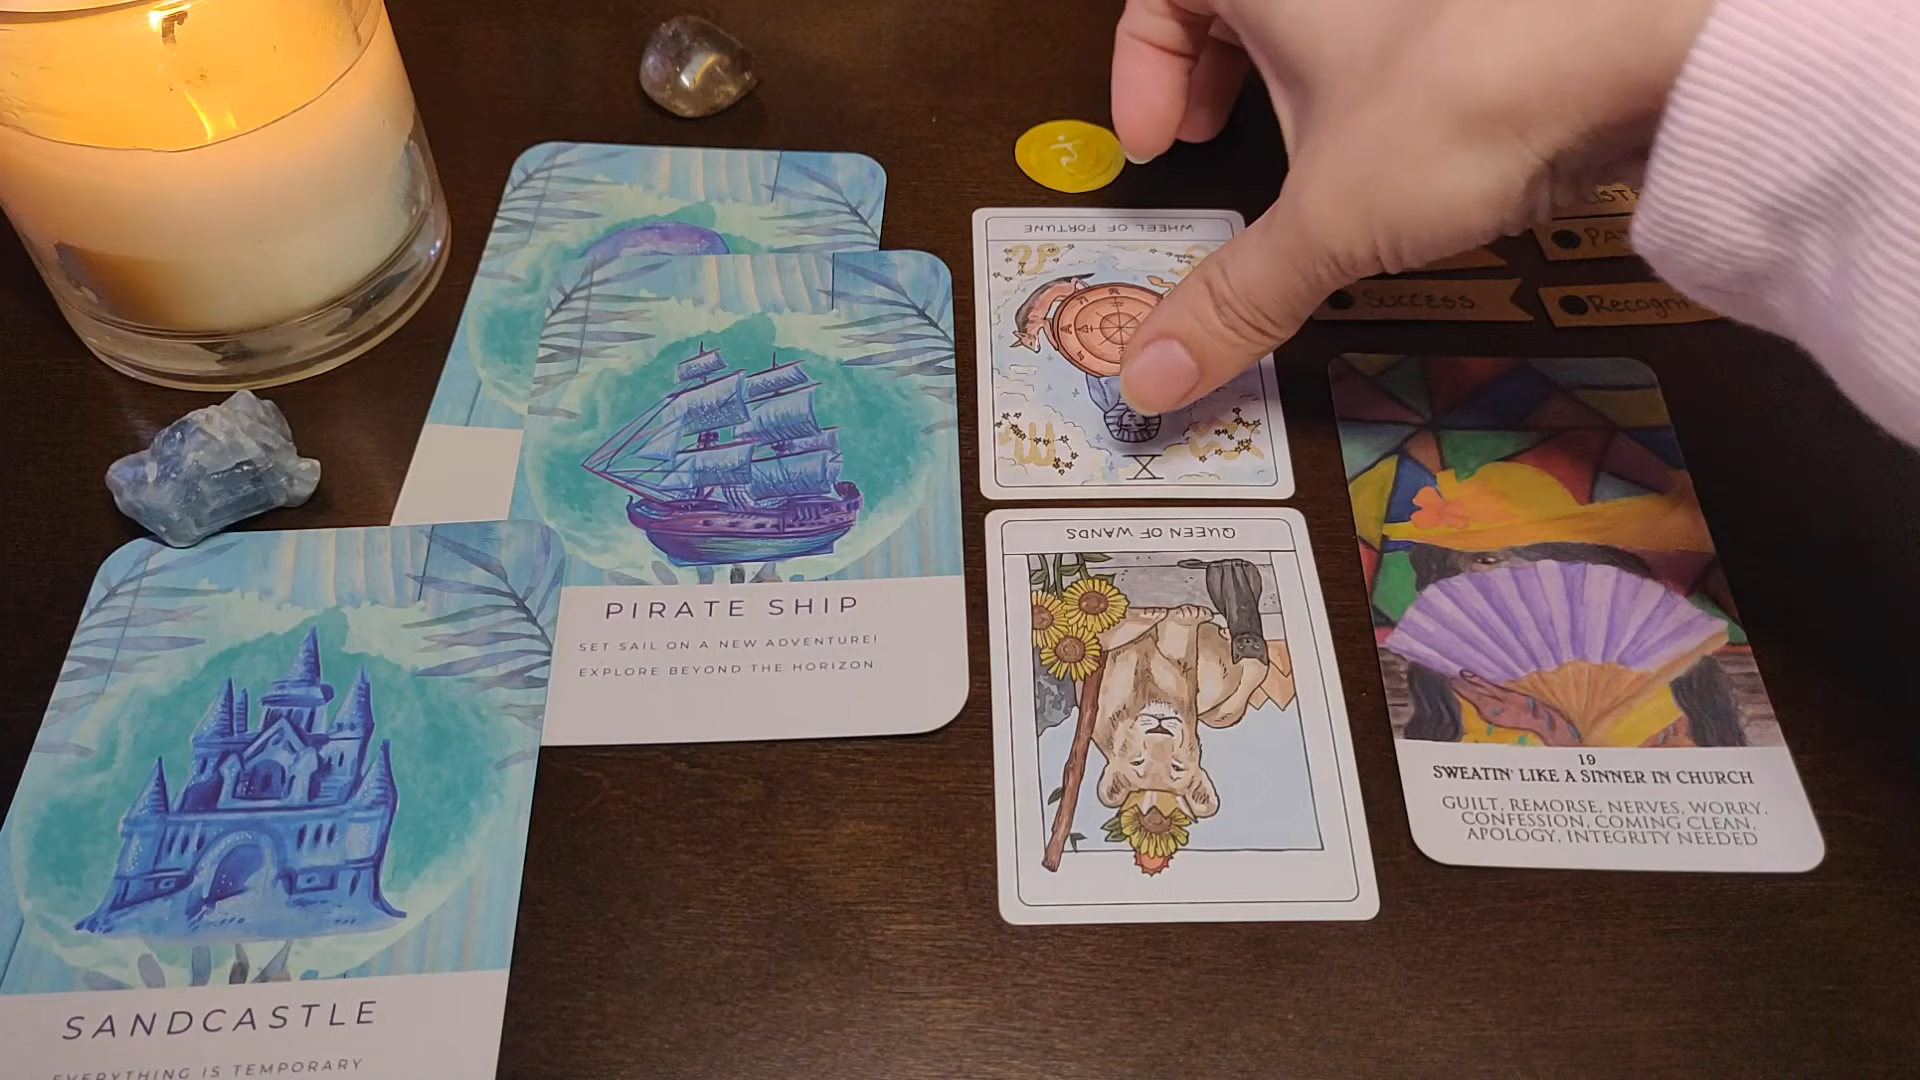 WHEEL OF FORTUNE
X
Success
PIRATE SHIP
SET SAIL ON A NEW ADVENTURE!
EXPLORE BEYOND THE HORIZON
QUEEN OF WANDS
19
SWEATIN' LIKE A SINNER IN CHURCH
GUILT, REMORSE, NERVES, WORRY,
CONFESSION, COMING CLEAN,
APOLOGY, INTEGRITY NEEDED
SANDCASTLE
EVERYTHING IS TEMPORARY